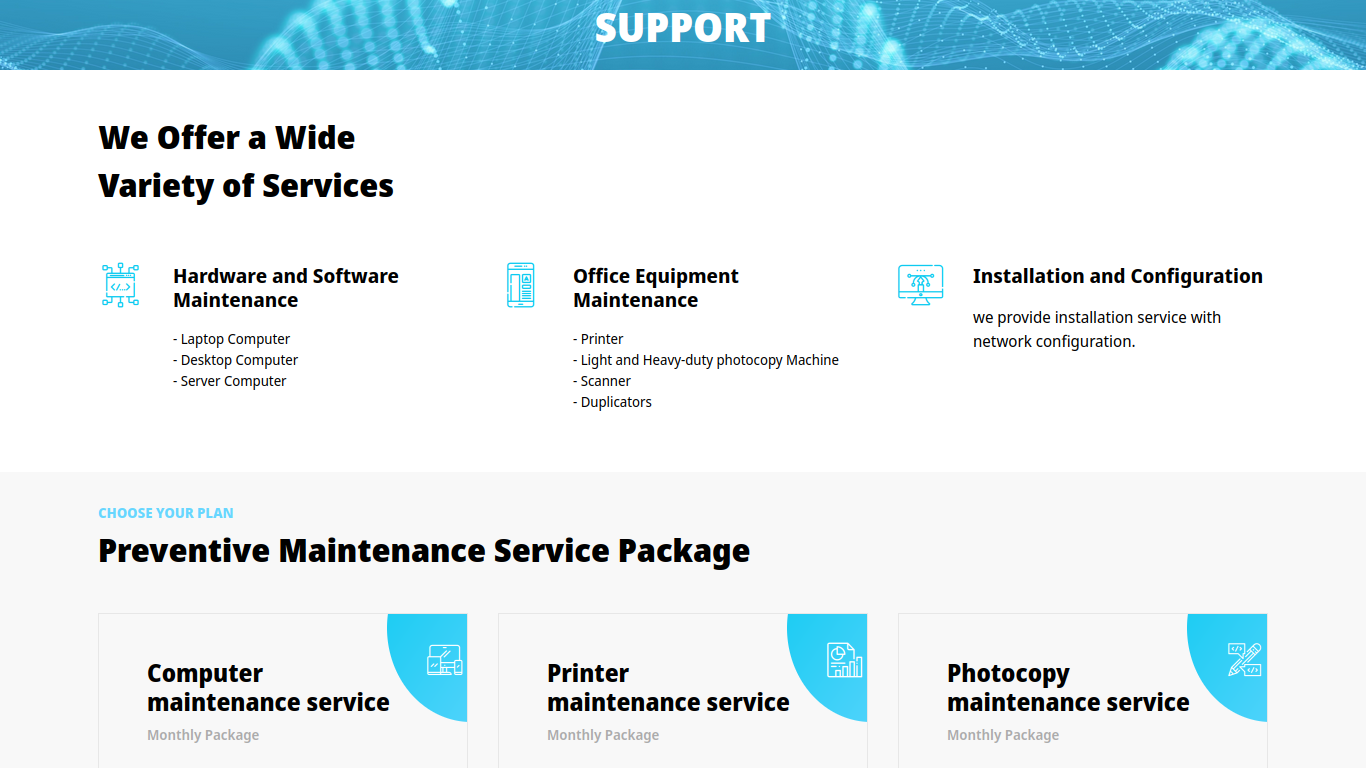 SUPPORT
We Offer a Wide
Variety of Services
Hardware and Software
Maintenance
- Laptop Computer
- Desktop Computer
- Server Computer
Office Equipment
Maintenance
- Printer
- Light and Heavy-duty photocopy Machine
- Scanner
- Duplicators
Installation and Configuration
we provide installation service with
network configuration.
CHOOSE YOUR PLAN
Preventive Maintenance Service Package
Computer
maintenance service
Monthly Package
Printer
maintenance service
Monthly Package
Photocopy
maintenance service
Monthly Package